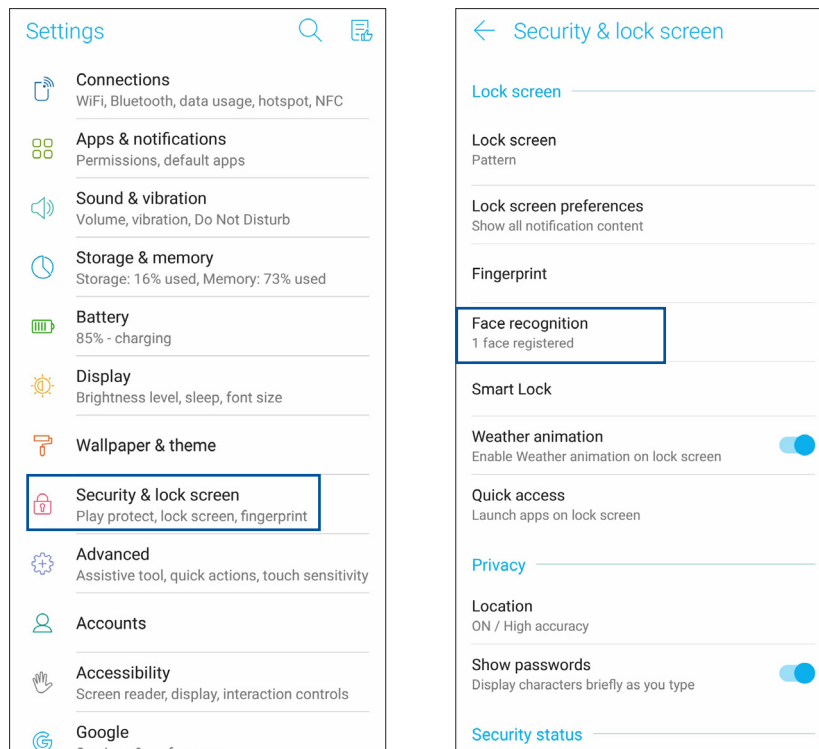 Settings
Connections
WiFi, Bluetooth, data usage, hotspot, NFC
Apps & notifications
Permissions, default apps
Sound & vibration
Volume, vibration, Do Not Disturb
Storage & memory
Storage: 16% used, Memory: 73% used
Battery
85% - charging
Display
Brightness level, sleep, font size
Wallpaper & theme
Security & lock screen
Play protect, lock screen, fingerprint
Advanced
Assistive tool, quick actions, touch sensitivity
Accounts
Accessibility
Screen reader, display, interaction controls
Google
Security & lock screen
Lock screen
Lock screen
Pattern
Lock screen preferences
Show all notification content
Fingerprint
Face recognition
1 face registered
Smart Lock
Weather animation
Enable Weather animation on lock screen
Quick access
Launch apps on lock screen
Privacy
Location
ON / High accuracy
Show passwords
Display characters briefly as you type
Security status